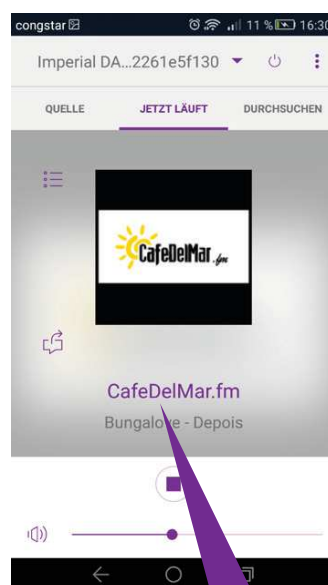 congstar 11 % 16:30
Imperial DA...2261e5f130
QUELLE JETZT LÄUFT DURCHSUCHEN
CafeDelMar.fm
CafeDelMar.fm
Bungalove - Depois